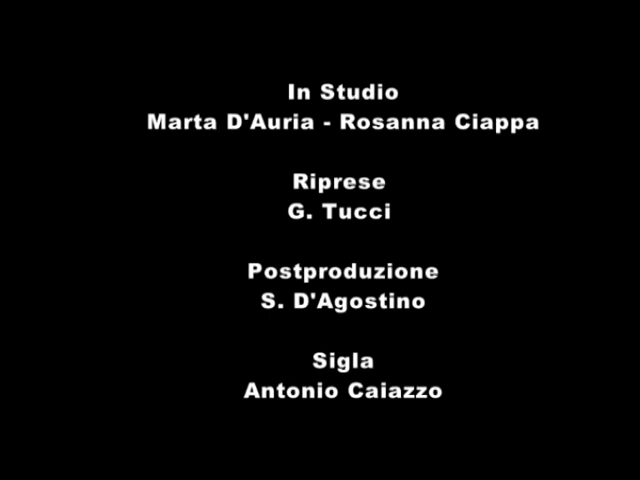 In Studio
Marta D'Auria - Rosanna Ciappa
Riprese
G. Tucci
Postproduzione
S. D'Agostino
Sigla
Antonio Caiazzo